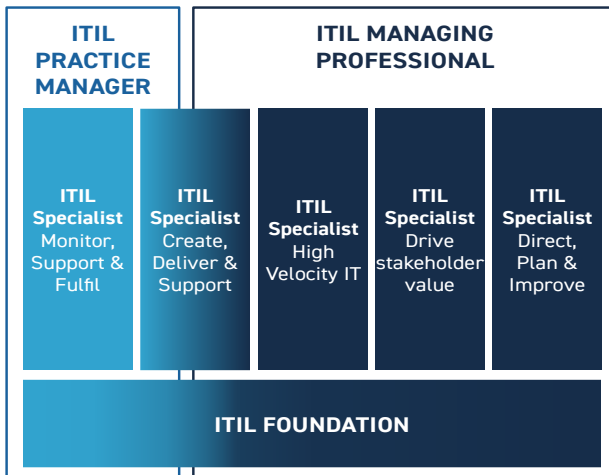 ITIL
PRACTICE
MANAGER
ITIL MANAGING
PROFESSIONAL
ITIL
Specialist
Monitor,
Support &
Fulfil
ITIL
Specialist
Create,
Deliver &
Support
ITIL
Specialist
High
Velocity IT
ITIL
Specialist
Drive
stakeholder
value
ITIL
Specialist
Direct,
Plan &
Improve
ITIL FOUNDATION